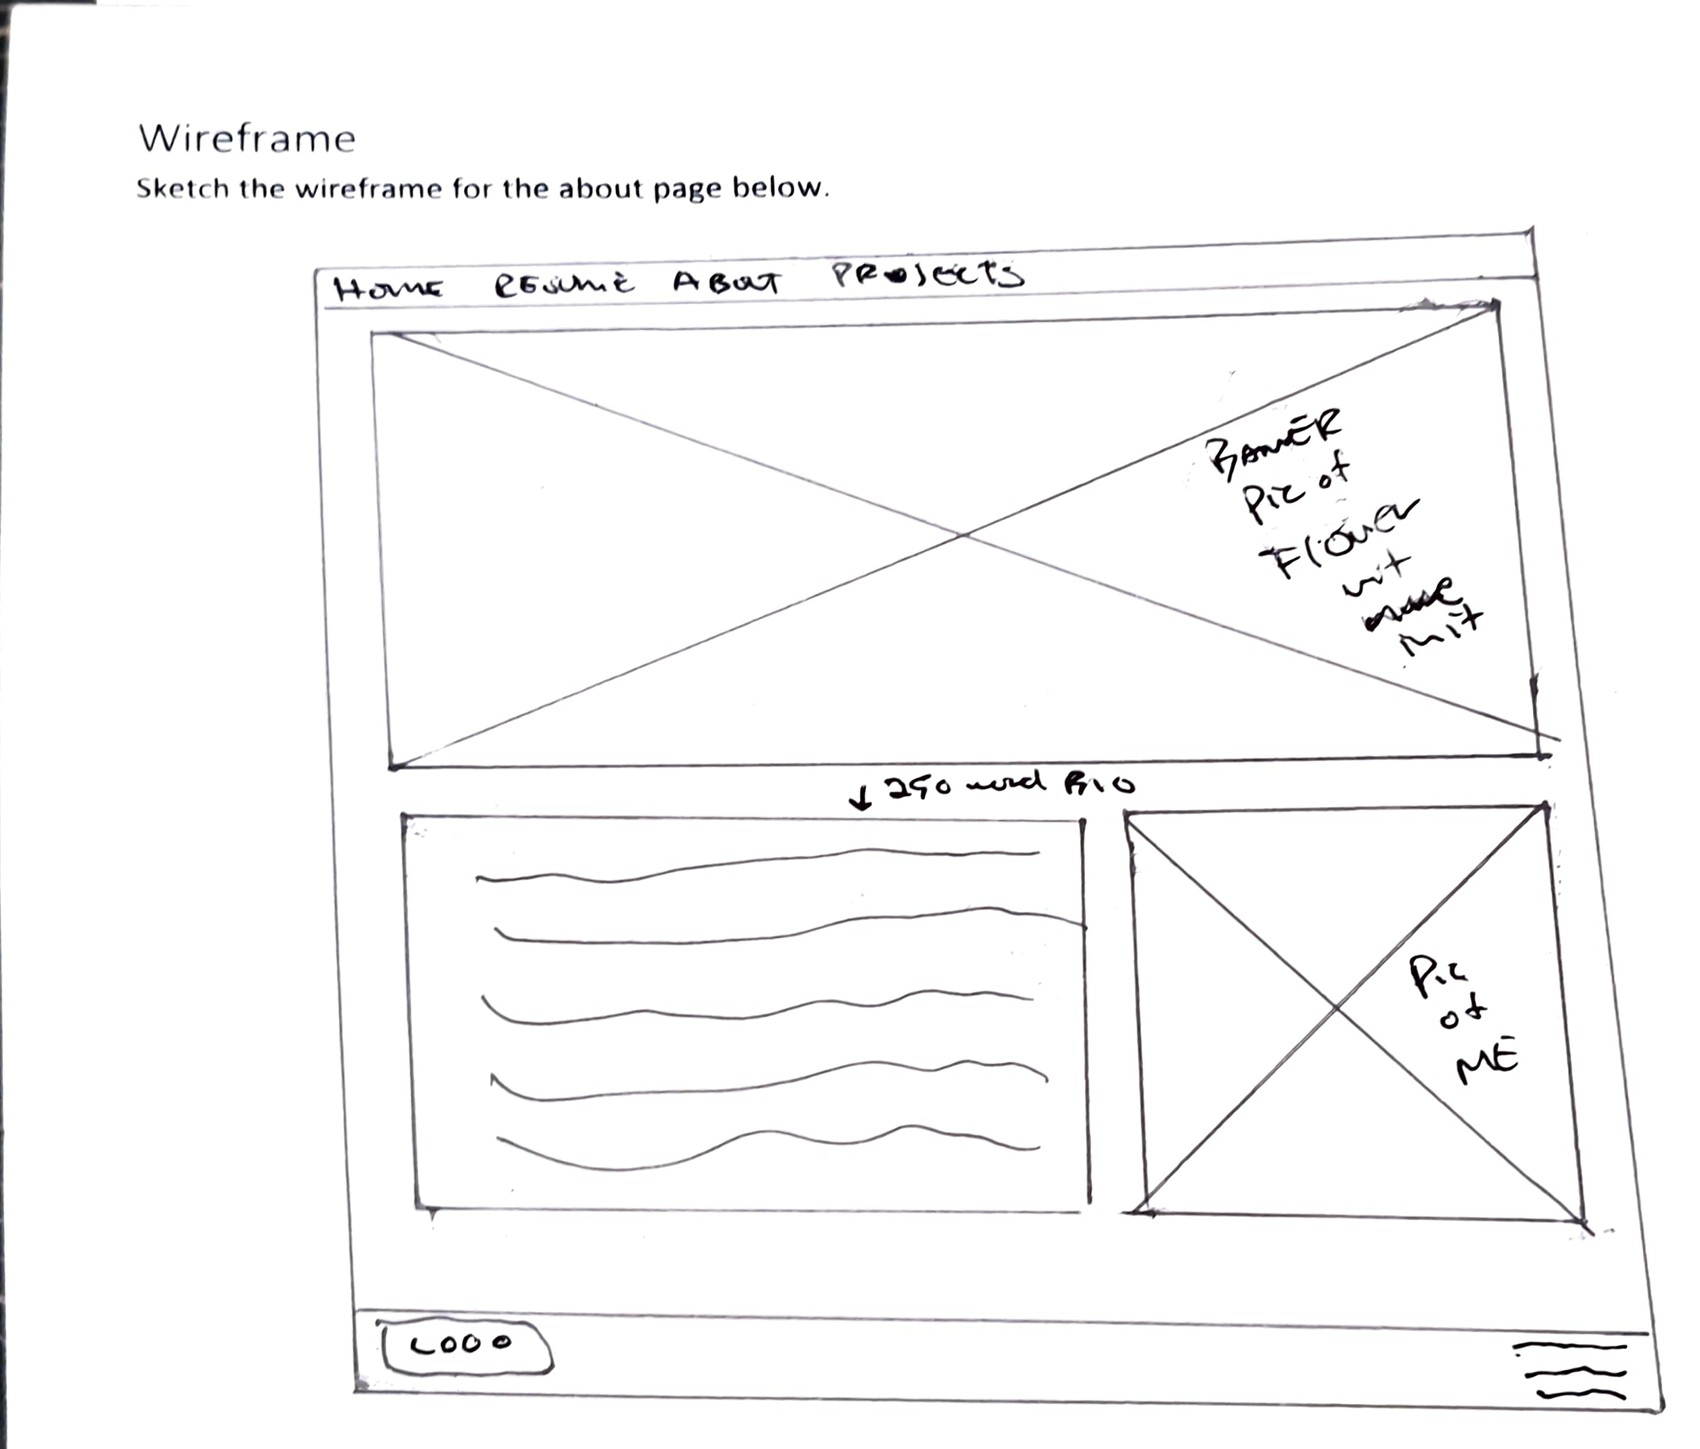 Wireframe
Sketch the wireframe for the about page below.
HOME RESUME ABOUT PROJECTS
BANNER
Pic of
Flower
wit
mit
↓ 250 word BIO
Pic
of
ME
LOGO